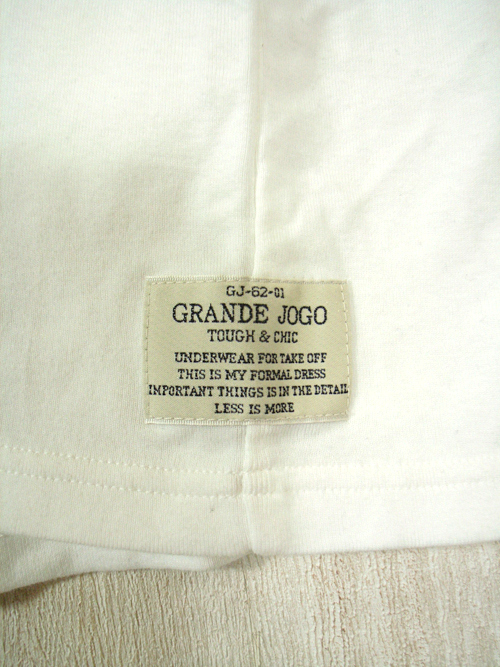 GJ-62-01
GRANDE JOGO
TOUGH & CHIC
UNDERWEAR FOR TAKE OFF
THIS IS MY FORMAL DRESS
IMPORTANT THINGS IS IN THE DETAIL
LESS IS MORE